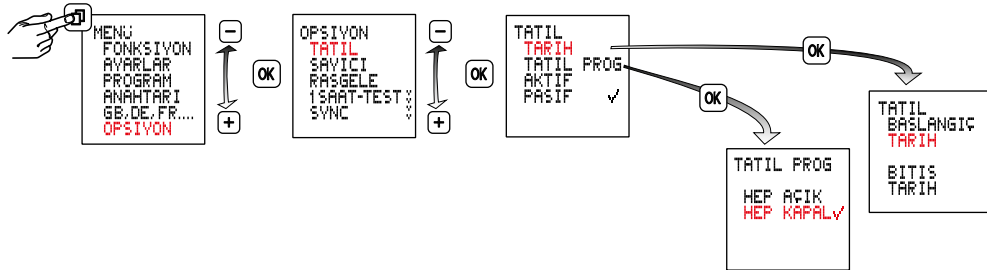 MENÜ
FONKSIYON
AYARLAR
PROGRAM
ANAHTARI
GB,DE,FR....
OPSIYON
−
+
OK
OPSIYON
TATIL
SAYICI
RASGELE
1SAAT-TEST
SYNC
−
+
OK
TATIL
TARIH
TATIL PROG
AKTIF
PASIF ✓
OK
OK
TATIL
BASLANGIÇ
TARIH
BITIS
TARIH
TATIL PROG
HEP AÇIK
HEP KAPAL✓